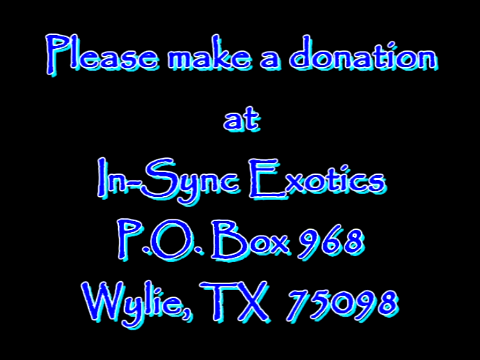 Please make a donation
at
In-Sync Exotics
P.O. Box 968
Wylie, TX 75098